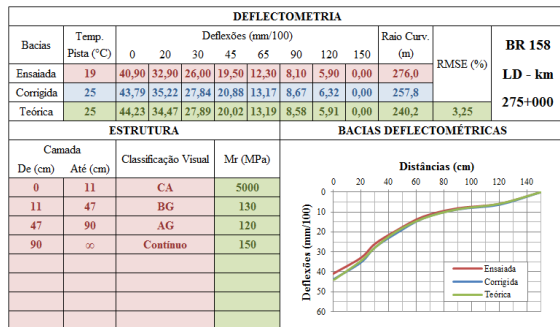 DEFLECTOMETRIA
Bacias Temp. Pista (°C) Deflexões (mm/100) Raio Curv. (m) RMSE (%) BR 158
0 20 30 45 65 90 120 150
LD - km
275+000
Ensaiada 19 40,90 32,90 26,00 19,50 12,30 8,10 5,90 0,00 276,0
Corrigida 25 43,79 35,22 27,84 20,88 13,17 8,67 6,32 0,00 257,8
Teórica 25 44,23 34,47 27,89 20,02 13,19 8,58 5,91 0,00 240,2 3,25
ESTRUTURA
Camada Classificação Visual Mr (MPa)
De (cm) Até (cm)
0 11 CA 5000
11 47 BG 130
47 90 AG 120
90 ∞ Contínuo 150
BACIAS DEFLECTOMÉTRICAS
Distâncias (cm)
0 20 40 60 80 100 120 140
Deflexões (mm/100)
0
10
20
30
40
50
60
Ensaiada
Corrigida
Teórica